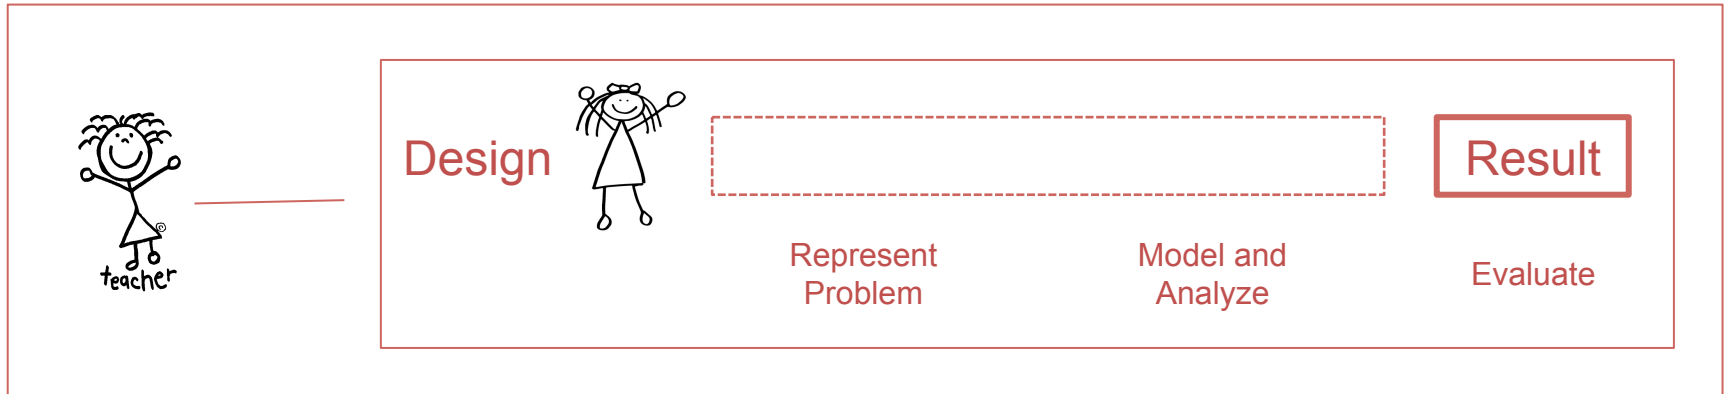 teacher
Design
Result
Represent
Problem
Model and
Analyze
Evaluate